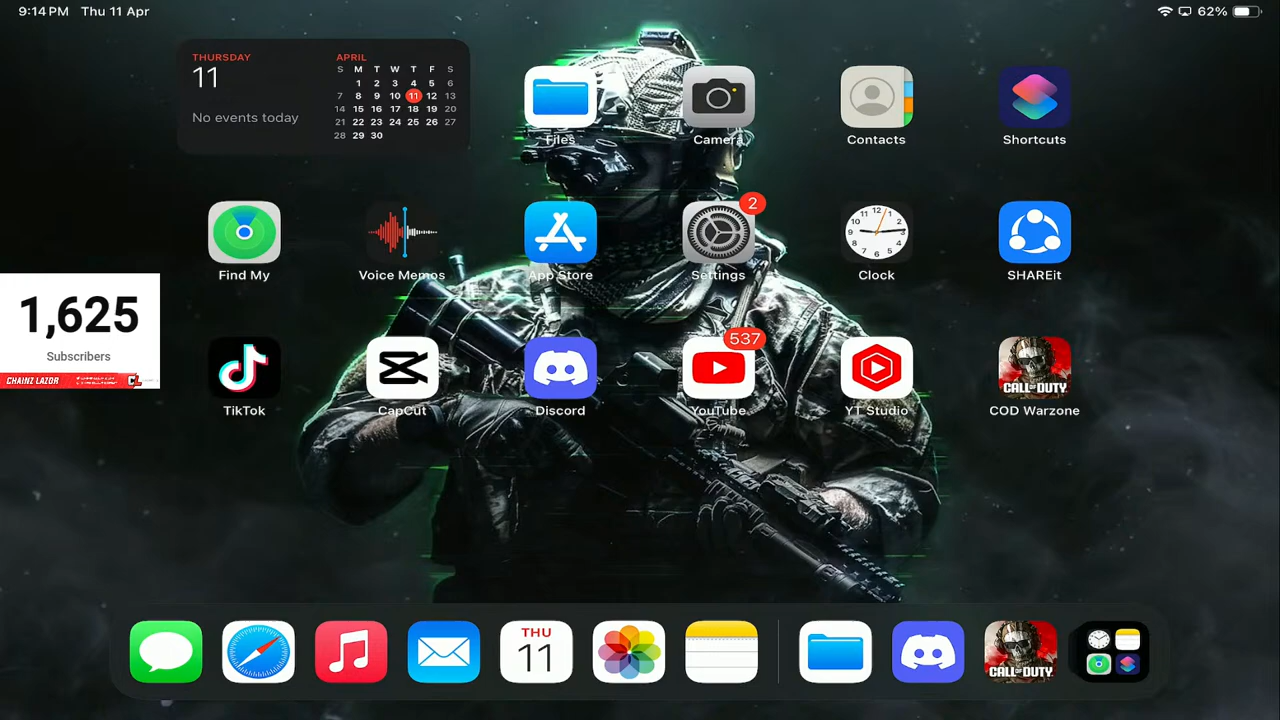 9:14 PM Thu 11 Apr
62%
THURSDAY
11
No events today
APRIL
S M T W T F S
1 2 3 4 5 6
7 8 9 10 11 12 13
14 15 16 17 18 19 20
21 22 23 24 25 26 27
28 29 30
Files
Camera
Contacts
Shortcuts
Find My
Voice Memos
App Store
2
Settings
Clock
SHAREit
1,625
Subscribers
CHAINZ LAZOR
CL
TikTok
CapCut
Discord
537
YouTube
YT Studio
CALL OF DUTY
COD Warzone
THU
11
CALL OF DUTY